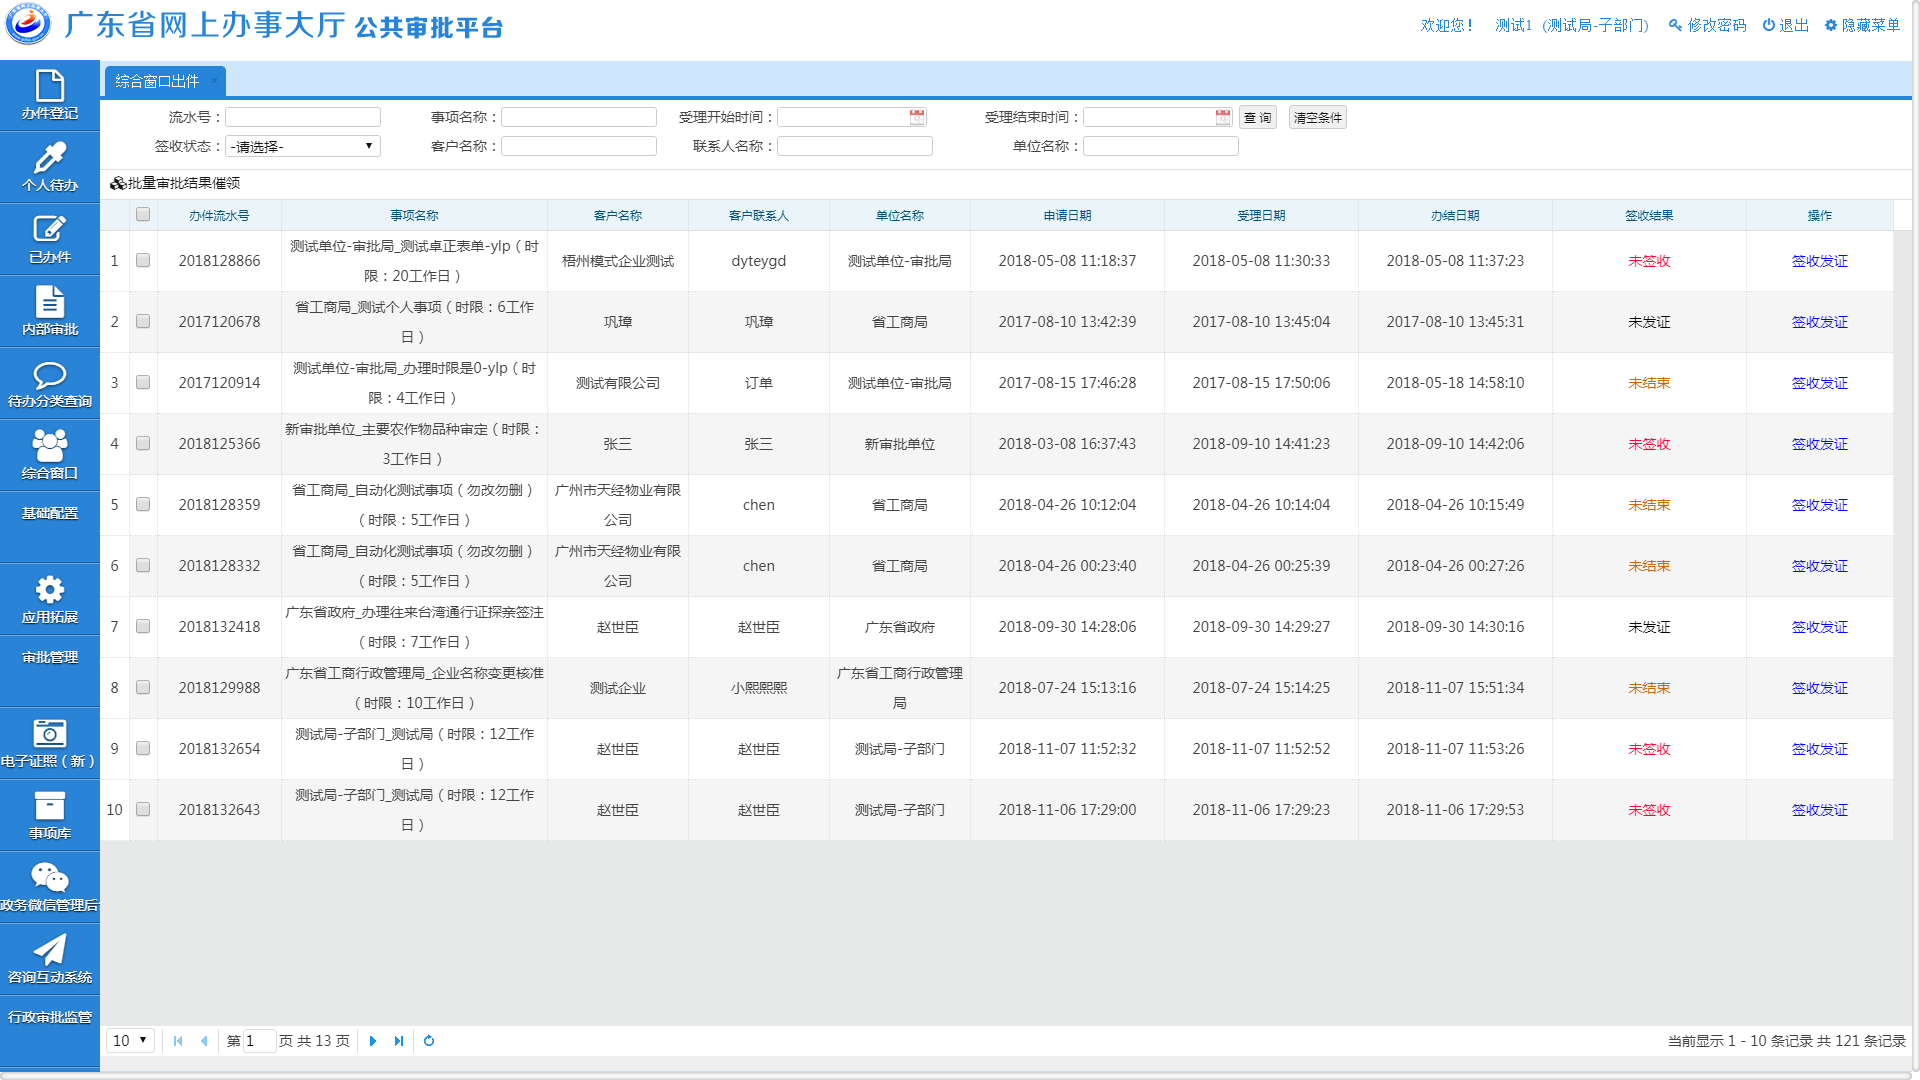 广东省网上办事大厅 公共审批平台
欢迎您! 测试1 (测试局-子部门) 修改密码 退出 隐藏菜单
办件登记
个人待办
已办件
内部审批
待办分类查询
综合窗口
基础配置
应用拓展
审批管理
电子证照（新）
事项库
政务微信管理后
咨询互动系统
行政审批监管
综合窗口出件 ×
流水号： 事项名称： 受理开始时间： 受理结束时间： 查 询 清空条件
签收状态： -请选择- 客户名称： 联系人名称： 单位名称：
批量审批结果催领
办件流水号 事项名称 客户名称 客户联系人 单位名称 申请日期 受理日期 办结日期 签收结果 操作
1 2018128866 测试单位-审批局_测试卓正表单-ylp（时限：20工作日） 梧州模式企业测试 dyteygd 测试单位-审批局 2018-05-08 11:18:37 2018-05-08 11:30:33 2018-05-08 11:37:23 未签收 签收发证
2 2017120678 省工商局_测试个人事项（时限：6工作日） 巩璋 巩璋 省工商局 2017-08-10 13:42:39 2017-08-10 13:45:04 2017-08-10 13:45:31 未发证 签收发证
3 2017120914 测试单位-审批局_办理时限是0-ylp（时限：4工作日） 测试有限公司 订单 测试单位-审批局 2017-08-15 17:46:28 2017-08-15 17:50:06 2018-05-18 14:58:10 未结束 签收发证
4 2018125366 新审批单位_主要农作物品种审定（时限：3工作日） 张三 张三 新审批单位 2018-03-08 16:37:43 2018-09-10 14:41:23 2018-09-10 14:42:06 未签收 签收发证
5 2018128359 省工商局_自动化测试事项（勿改勿删）（时限：5工作日） 广州市天经物业有限公司 chen 省工商局 2018-04-26 10:12:04 2018-04-26 10:14:04 2018-04-26 10:15:49 未结束 签收发证
6 2018128332 省工商局_自动化测试事项（勿改勿删）（时限：5工作日） 广州市天经物业有限公司 chen 省工商局 2018-04-26 00:23:40 2018-04-26 00:25:39 2018-04-26 00:27:26 未结束 签收发证
7 2018132418 广东省政府_办理往来台湾通行证探亲签注（时限：7工作日） 赵世臣 赵世臣 广东省政府 2018-09-30 14:28:06 2018-09-30 14:29:27 2018-09-30 14:30:16 未发证 签收发证
8 2018129988 广东省工商行政管理局_企业名称变更核准（时限：10工作日） 测试企业 小熙熙熙 广东省工商行政管理局 2018-07-24 15:13:16 2018-07-24 15:14:25 2018-11-07 15:51:34 未结束 签收发证
9 2018132654 测试局-子部门_测试局（时限：12工作日） 赵世臣 赵世臣 测试局-子部门 2018-11-07 11:52:32 2018-11-07 11:52:52 2018-11-07 11:53:26 未签收 签收发证
10 2018132643 测试局-子部门_测试局（时限：12工作日） 赵世臣 赵世臣 测试局-子部门 2018-11-06 17:29:00 2018-11-06 17:29:23 2018-11-06 17:29:53 未签收 签收发证
10 第 1 页 共 13 页 当前显示 1 - 10 条记录 共 121 条记录